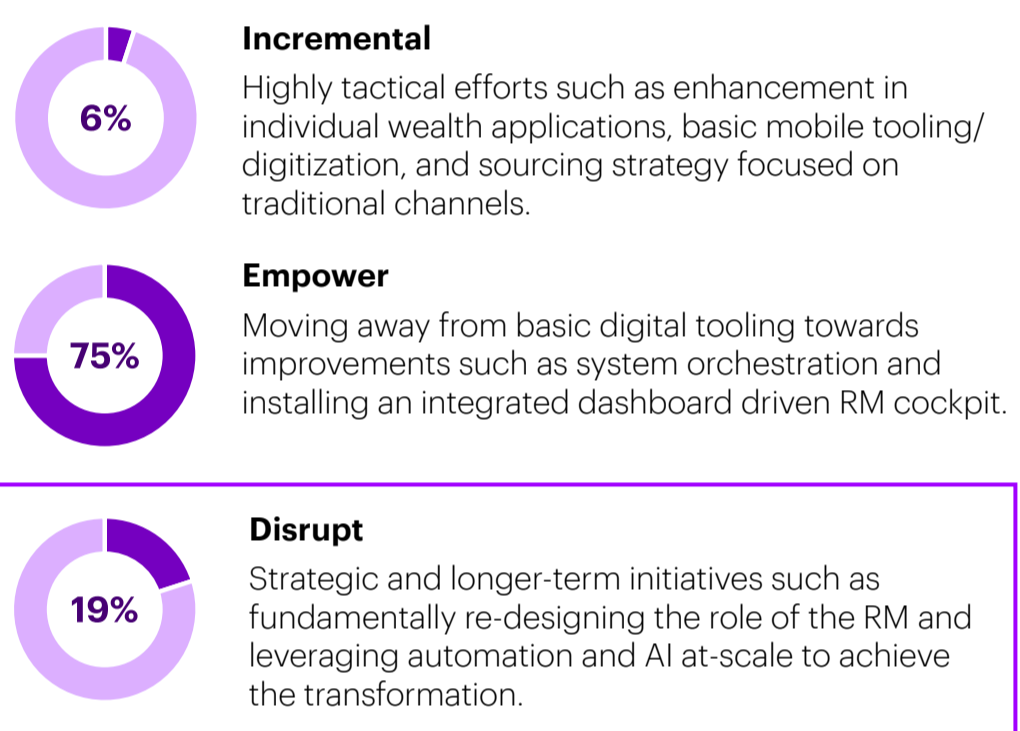 6%
Incremental
Highly tactical efforts such as enhancement in
individual wealth applications, basic mobile tooling/
digitization, and sourcing strategy focused on
traditional channels.
75%
Empower
Moving away from basic digital tooling towards
improvements such as system orchestration and
installing an integrated dashboard driven RM cockpit.
19%
Disrupt
Strategic and longer-term initiatives such as
fundamentally re-designing the role of the RM and
leveraging automation and AI at-scale to achieve
the transformation.